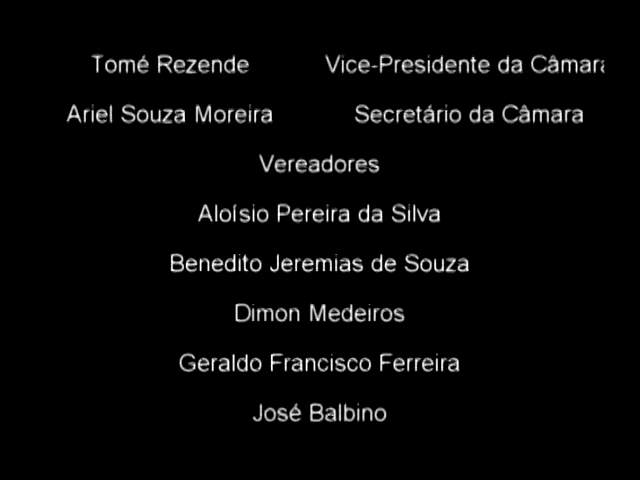 Tomé Rezende Vice-Presidente da Câmara
Ariel Souza Moreira Secretário da Câmara
Vereadores
Aloísio Pereira da Silva
Benedito Jeremias de Souza
Dimon Medeiros
Geraldo Francisco Ferreira
José Balbino